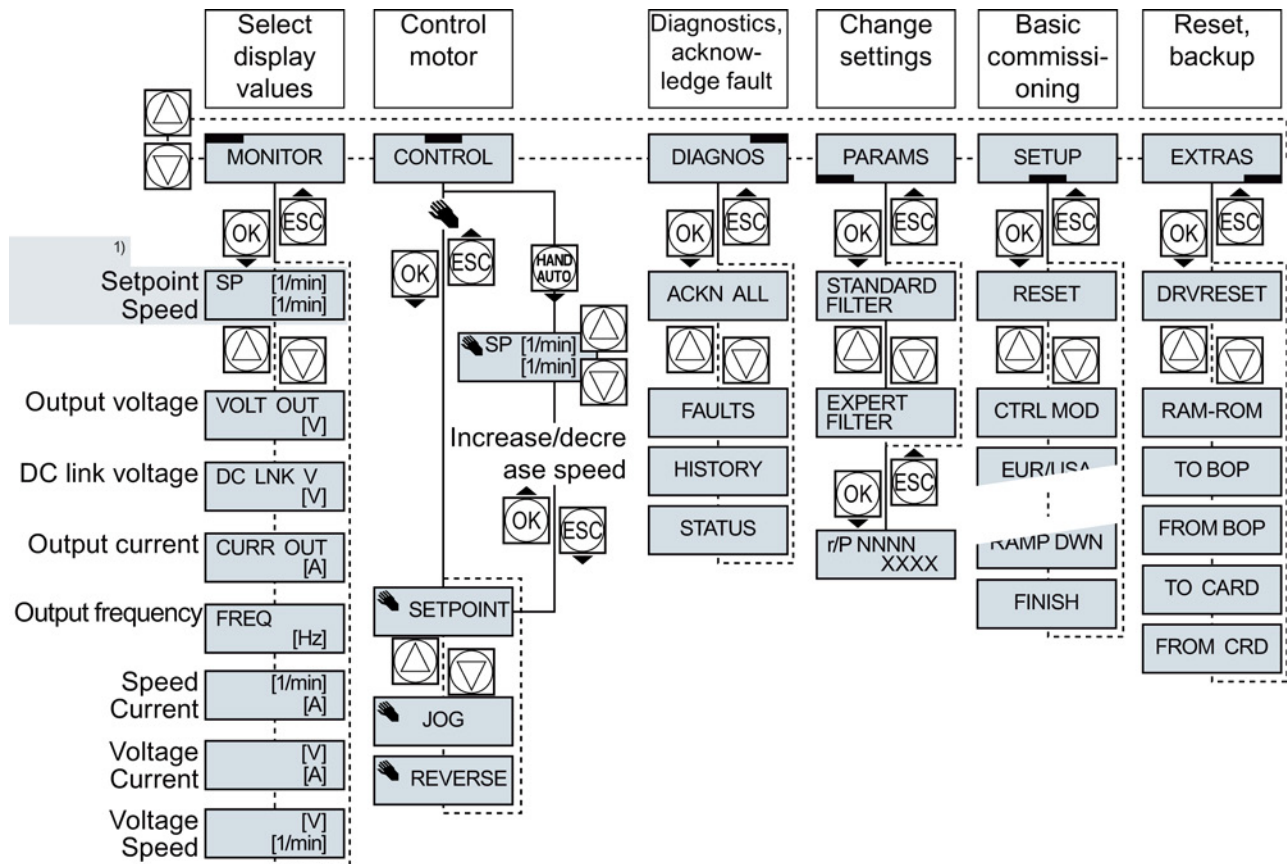 Select
display
values
Control
motor
Diagnostics,
acknow-
ledge fault
Change
settings
Basic
commissi-
oning
Reset,
backup
MONITOR
CONTROL
DIAGNOS
PARAMS
SETUP
EXTRAS
OK
ESC
1)
Setpoint
Speed
SP [1/min]
[1/min]
Output voltage
VOLT OUT
[V]
DC link voltage
DC LNK V
[V]
Output current
CURR OUT
[A]
Output frequency
FREQ
[Hz]
Speed
Current
[1/min]
[A]
Voltage
Current
[V]
[A]
Voltage
Speed
[V]
[1/min]
OK
ESC
HAND
AUTO
SP [1/min]
[1/min]
Increase/decre
ase speed
OK
ESC
SETPOINT
JOG
REVERSE
OK
ESC
ACKN ALL
FAULTS
HISTORY
STATUS
OK
ESC
STANDARD
FILTER
EXPERT
FILTER
OK
ESC
r/P NNNN
XXXX
OK
ESC
RESET
CTRL MOD
EUR/USA
RAMP DWN
FINISH
OK
ESC
DRVRESET
RAM-ROM
TO BOP
FROM BOP
TO CARD
FROM CRD